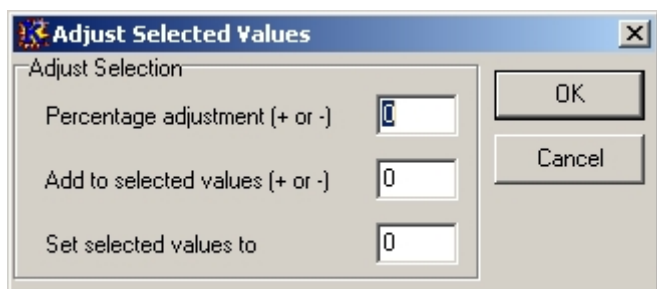 Adjust Selected Values
Adjust Selection
Percentage adjustment (+ or -) 0
OK
Add to selected values (+ or -) 0
Cancel
Set selected values to 0